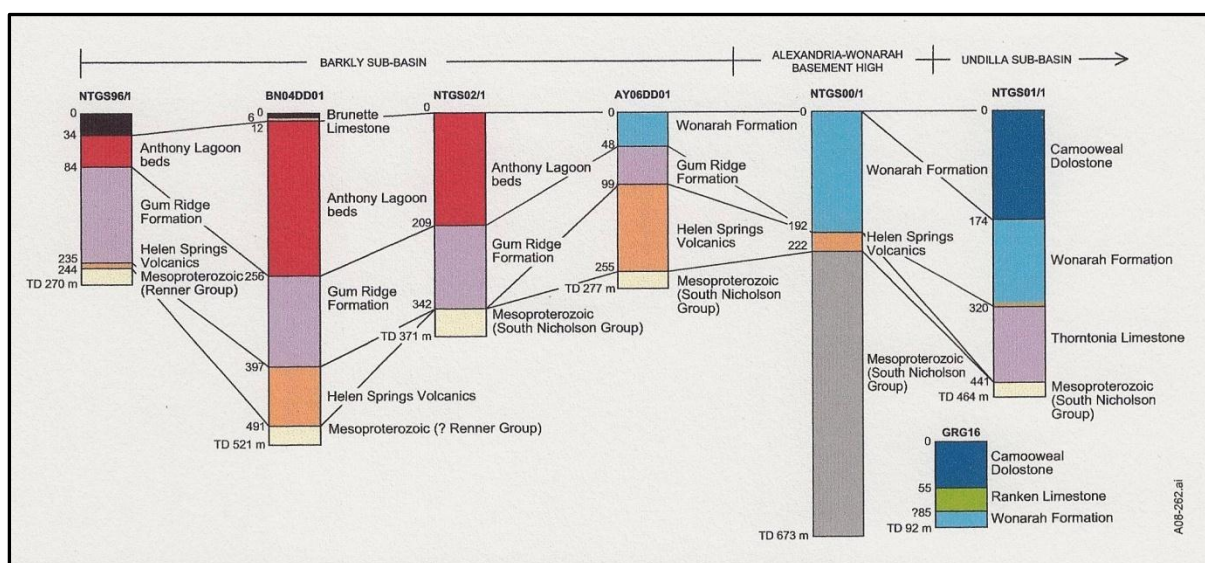 BARKLY SUB-BASIN
ALEXANDRIA-WONARAH
BASEMENT HIGH
UNDILLA SUB-BASIN
NTGS96/1
0
34
84
235
244
TD 270 m
Anthony Lagoon
beds
Gum Ridge
Formation
Helen Springs
Volcanics
Mesoproterozoic
(Renner Group)
BN04DD01
0
6
12
256
397
491
TD 521 m
Brunette
Limestone
Anthony Lagoon
beds
Gum Ridge
Formation
Helen Springs Volcanics
Mesoproterozoic (? Renner Group)
NTGS02/1
0
209
342
TD 371 m
Anthony Lagoon
beds
Gum Ridge
Formation
Mesoproterozoic
(South Nicholson Group)
AY06DD01
0
48
99
255
TD 277 m
Wonarah Formation
Gum Ridge
Formation
Helen Springs
Volcanics
Mesoproterozoic
(South Nicholson
Group)
NTGS00/1
0
192
222
TD 673 m
Wonarah Formation
Helen Springs
Volcanics
Mesoproterozoic
(South Nicholson
Group)
NTGS01/1
0
174
320
441
TD 464 m
Camooweal
Dolostone
Wonarah
Formation
Thorntonia Limestone
Mesoproterozoic
(South Nicholson
Group)
GRG16
0
55
?85
TD 92 m
Camooweal
Dolostone
Ranken Limestone
Wonarah Formation
A08-262.ai